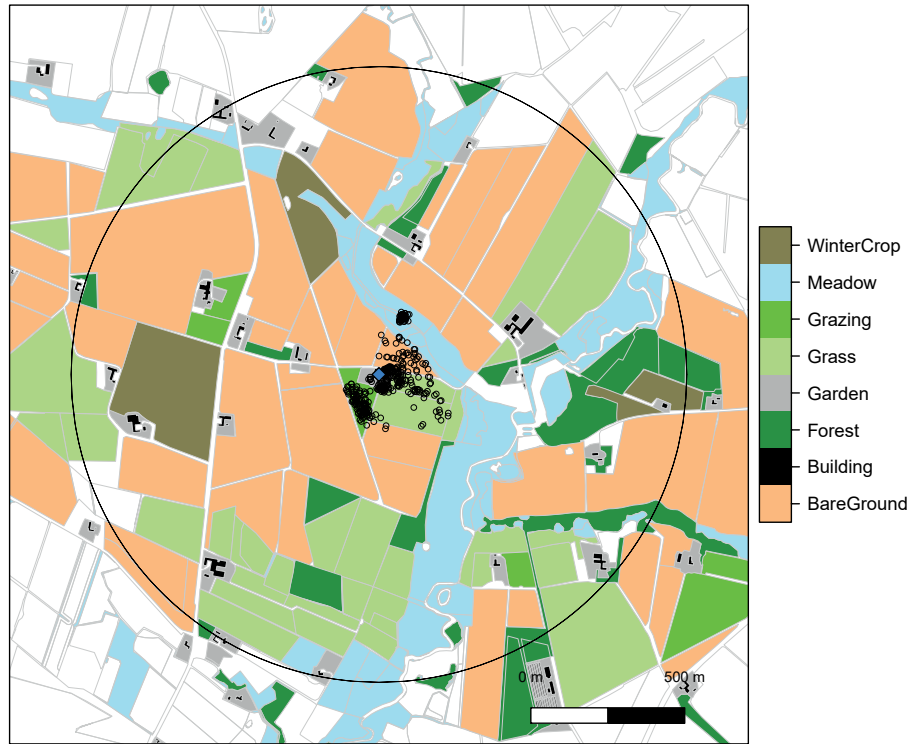 WinterCrop
Meadow
Grazing
Grass
Garden
Forest
Building
BareGround
0 m 500 m